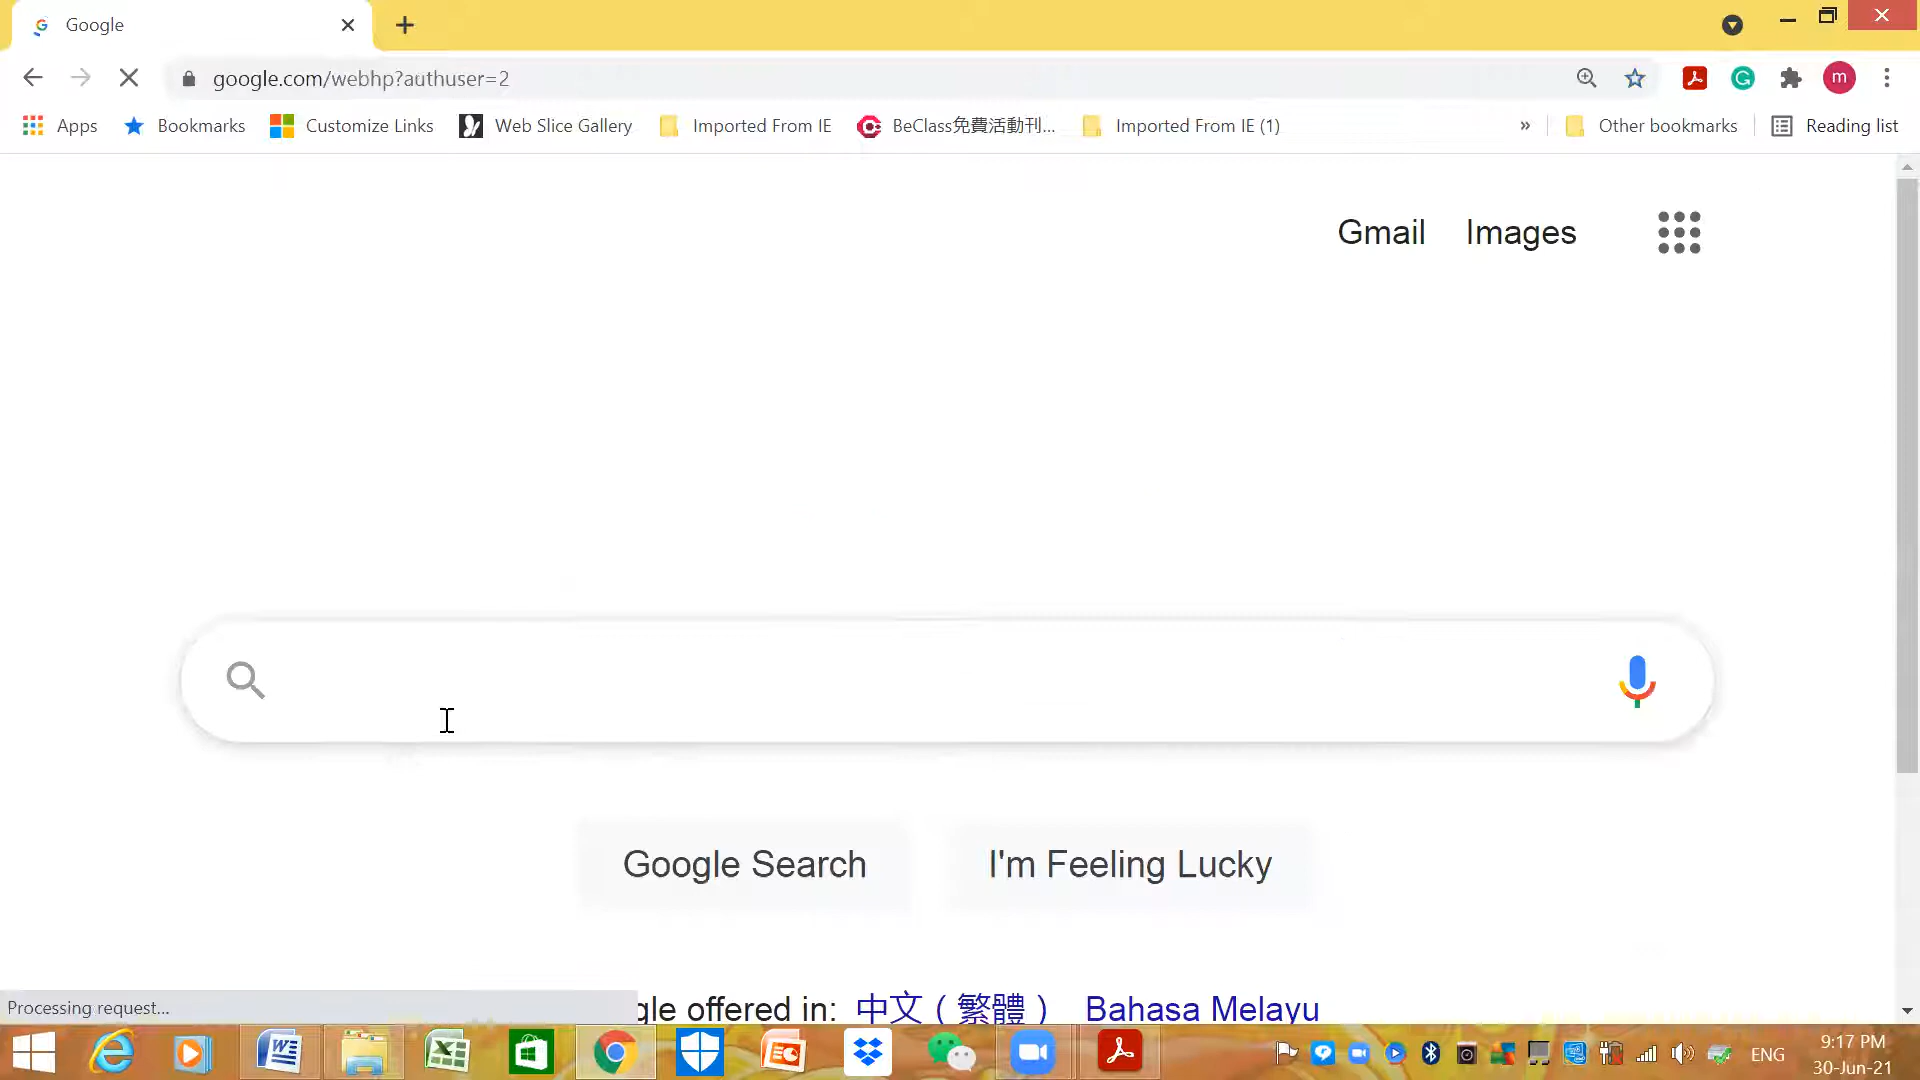 Google
google.com/webhp?authuser=2
m
Apps
Bookmarks
Customize Links
Web Slice Gallery
Imported From IE
BeClass免費活動刊...
Imported From IE (1)
»
Other bookmarks
Reading list
Gmail
Images
Google Search
I'm Feeling Lucky
Processing request...
gle offered in: 中文（繁體） Bahasa Melayu
ENG
9:17 PM
30-Jun-21